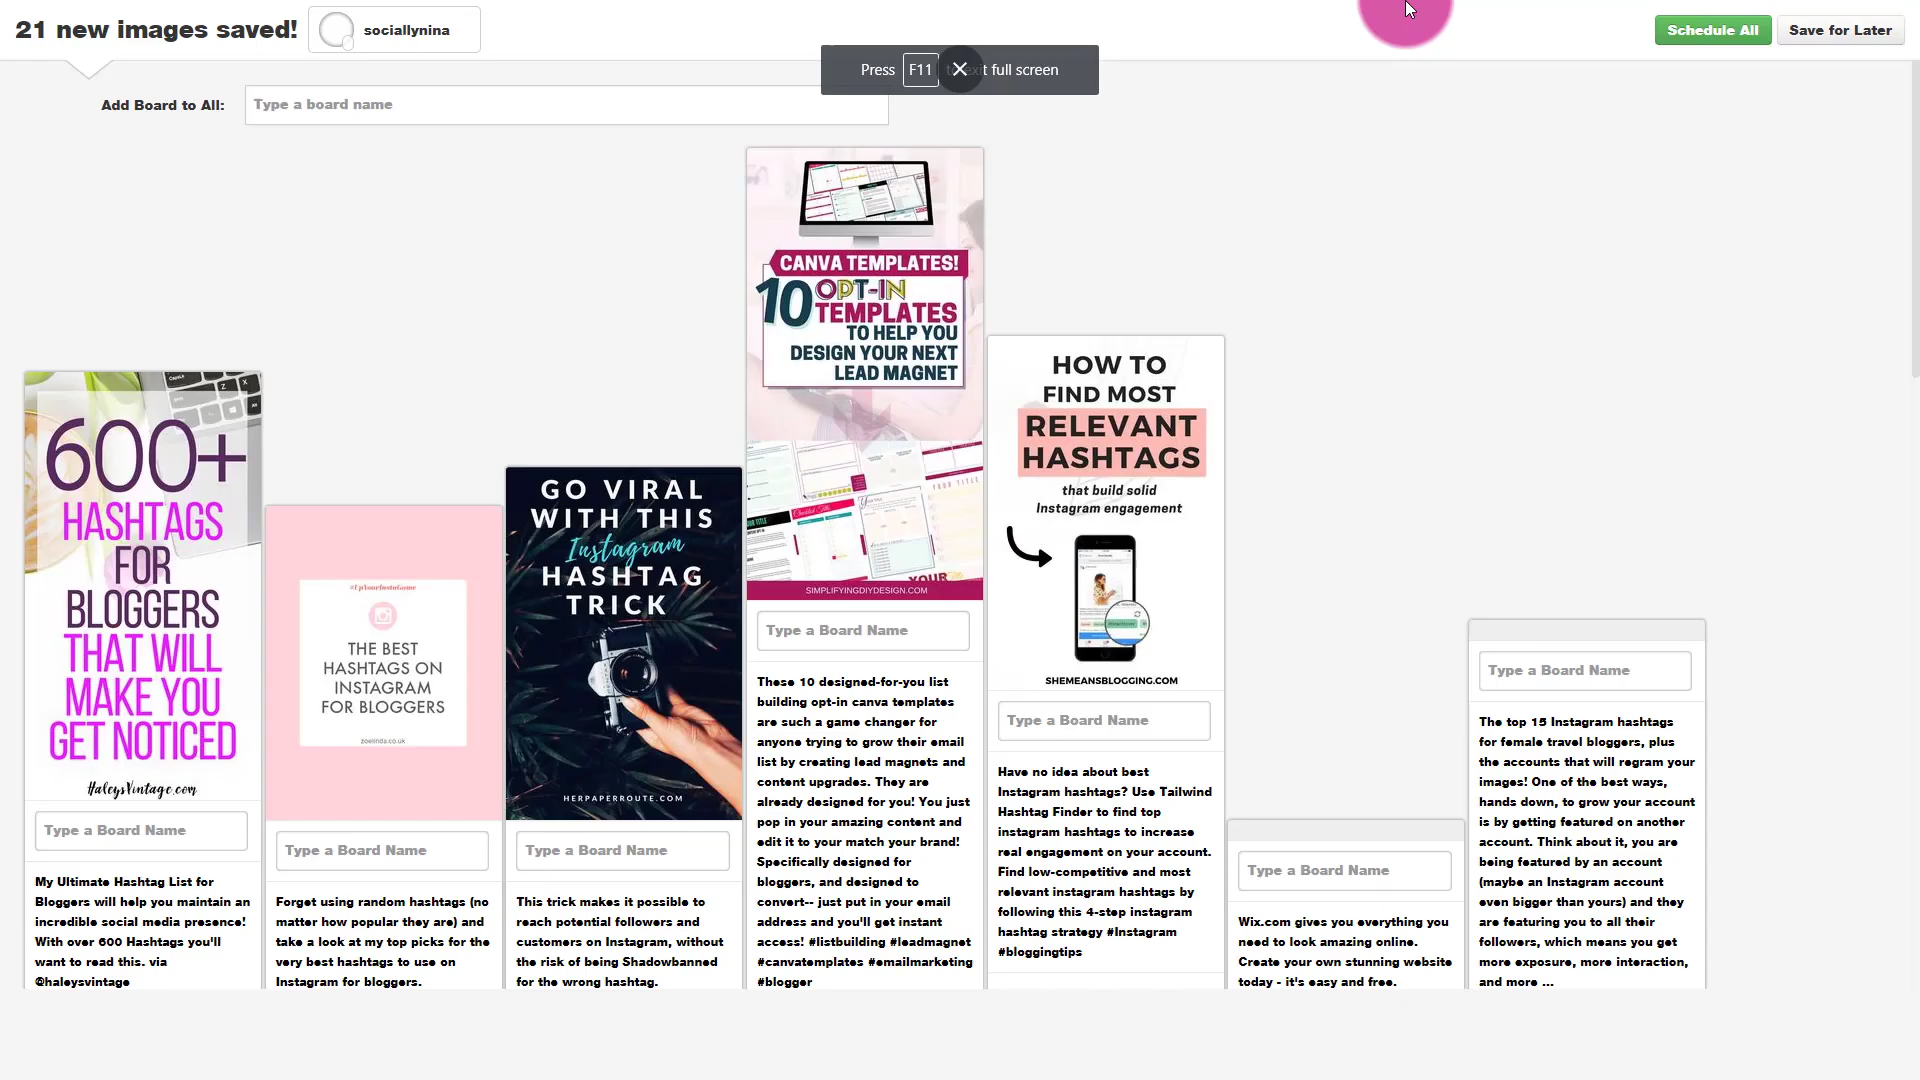 21 new images saved!
sociallynina
Schedule All
Save for Later
Press F11 to exit full screen
Add Board to All:
Type a board name
600+
HASHTAGS
FOR
BLOGGERS
THAT WILL
MAKE YOU
GET NOTICED
HaleysVintage.com
Type a Board Name
My Ultimate Hashtag List for
Bloggers will help you maintain an
incredible social media presence!
With over 600 Hashtags you'll
want to read this. via
@haleysvintage
#UpYourInstaGame
THE BEST
HASHTAGS ON
INSTAGRAM
FOR BLOGGERS
zoelinda.co.uk
Type a Board Name
Forget using random hashtags (no
matter how popular they are) and
take a look at my top picks for the
very best hashtags to use on
Instagram for bloggers.
GO VIRAL
WITH THIS
Instagram
HASHTAG
TRICK
HERPAPERROUTE.COM
Type a Board Name
This trick makes it possible to
reach potential followers and
customers on Instagram, without
the risk of being Shadowbanned
for the wrong hashtag.
CANVA TEMPLATES!
10 OPT-IN
TEMPLATES
TO HELP YOU
DESIGN YOUR NEXT
LEAD MAGNET
YOUR TITLE
YOUR
SIMPLIFYINGDIYDESIGN.COM
Type a Board Name
These 10 designed-for-you list
building opt-in canva templates
are such a game changer for
anyone trying to grow their email
list by creating lead magnets and
content upgrades. They are
already designed for you! You just
pop in your amazing content and
edit it to your match your brand!
Specifically designed for
bloggers, and designed to
convert-- just put in your email
address and you'll get instant
access! #listbuilding #leadmagnet
#canvatemplates #emailmarketing
#blogger
HOW TO
FIND MOST
RELEVANT
HASHTAGS
that build solid
Instagram engagement
SHEMEANSBLOGGING.COM
Type a Board Name
Have no idea about best
Instagram hashtags? Use Tailwind
Hashtag Finder to find top
instagram hashtags to increase
real engagement on your account.
Find low-competitive and most
relevant instagram hashtags by
following this 4-step instagram
hashtag strategy #Instagram
#bloggingtips
Type a Board Name
Wix.com gives you everything you
need to look amazing online.
Create your own stunning website
today - it's easy and free.
Type a Board Name
The top 15 Instagram hashtags
for female travel bloggers, plus
the accounts that will regram your
images! One of the best ways,
hands down, to grow your account
is by getting featured on another
account. Think about it, you are
being featured by an account
(maybe an Instagram account
even bigger than yours) and they
are featuring you to all their
followers, which means you get
more exposure, more interaction,
and more ...